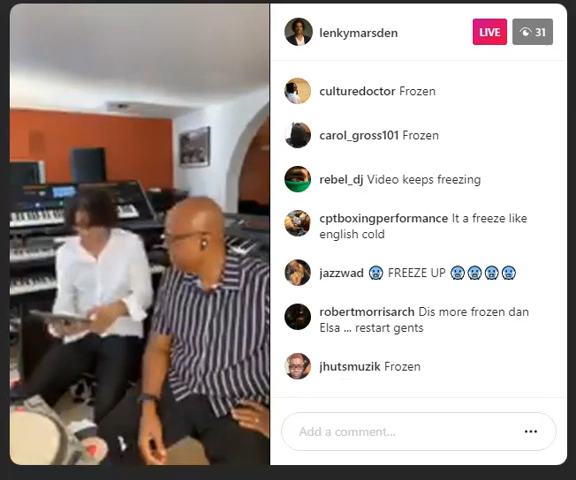 lenkymarsden
LIVE
31
culturedoctor Frozen
carol_gross101 Frozen
rebel_dj Video keeps freezing
cptboxingperformance It a freeze like
english cold
jazzwad 🥶 FREEZE UP 🥶🥶🥶🥶
robertmorrisarch Dis more frozen dan
Elsa ... restart gents
jhutsmuzik Frozen
Add a comment...